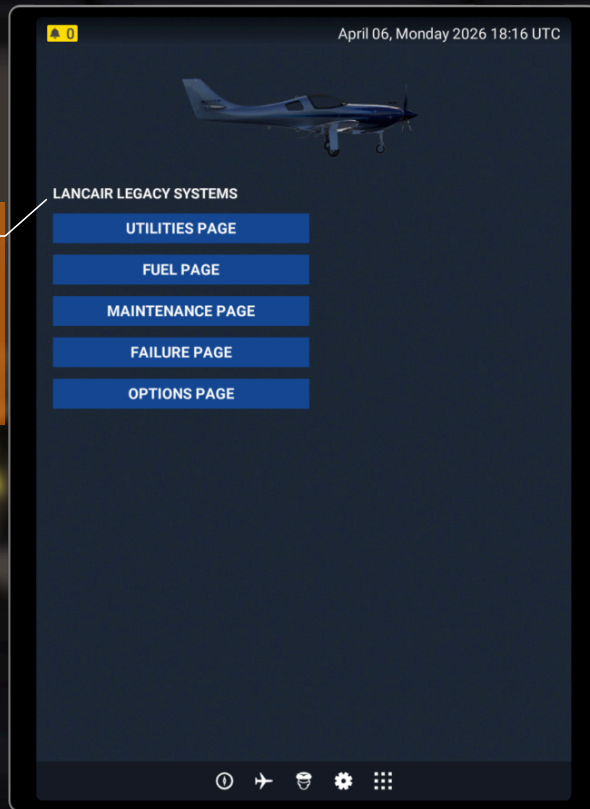 0
April 06, Monday 2026 18:16 UTC
LANCAIR LEGACY SYSTEMS
UTILITIES PAGE
FUEL PAGE
MAINTENANCE PAGE
FAILURE PAGE
OPTIONS PAGE